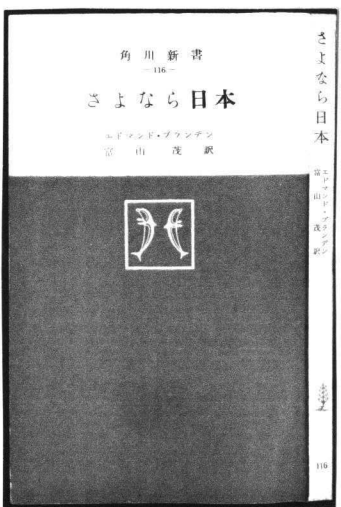 角川新書
－116－
さよなら日本
エドマンド・ブランデン
富山茂訳
さよなら日本
エドマンド・ブランデン
富山茂訳
116